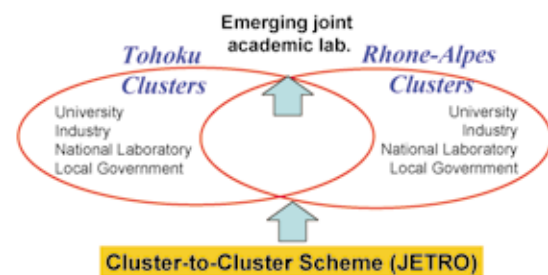 Emerging joint
academic lab.
Tohoku
Clusters
Rhone-Alpes
Clusters
University
Industry
National Laboratory
Local Government
University
Industry
National Laboratory
Local Government
Cluster-to-Cluster Scheme (JETRO)